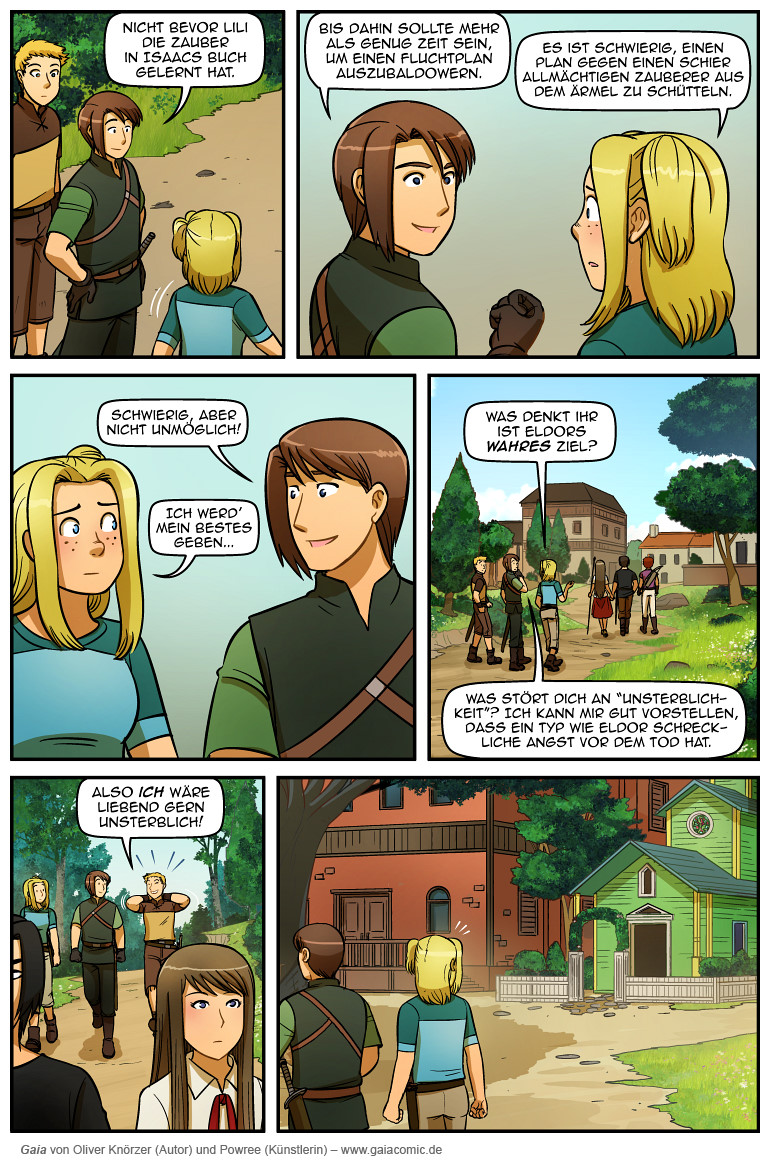 NICHT BEVOR LILI
DIE ZAUBER
IN ISAACS BUCH
GELERNT HAT.
BIS DAHIN SOLLTE MEHR
ALS GENUG ZEIT SEIN,
UM EINEN FLUCHTPLAN
AUSZUBALDOWERN.
ES IST SCHWIERIG, EINEN
PLAN GEGEN EINEN SCHIER
ALLMÄCHTIGEN ZAUBERER AUS
DEM ÄRMEL ZU SCHÜTTELN.
SCHWIERIG, ABER
NICHT UNMÖGLICH!
ICH WERD'
MEIN BESTES
GEBEN...
WAS DENKT IHR
IST ELDORS
WAHRES ZIEL?
WAS STÖRT DICH AN "UNSTERBLICH-
KEIT"? ICH KANN MIR GUT VORSTELLEN,
DASS EIN TYP WIE ELDOR SCHRECK-
LICHE ANGST VOR DEM TOD HAT.
ALSO ICH WÄRE
LIEBEND GERN
UNSTERBLICH!
Gaia von Oliver Knörzer (Autor) und Powree (Künstlerin) – www.gaiacomic.de